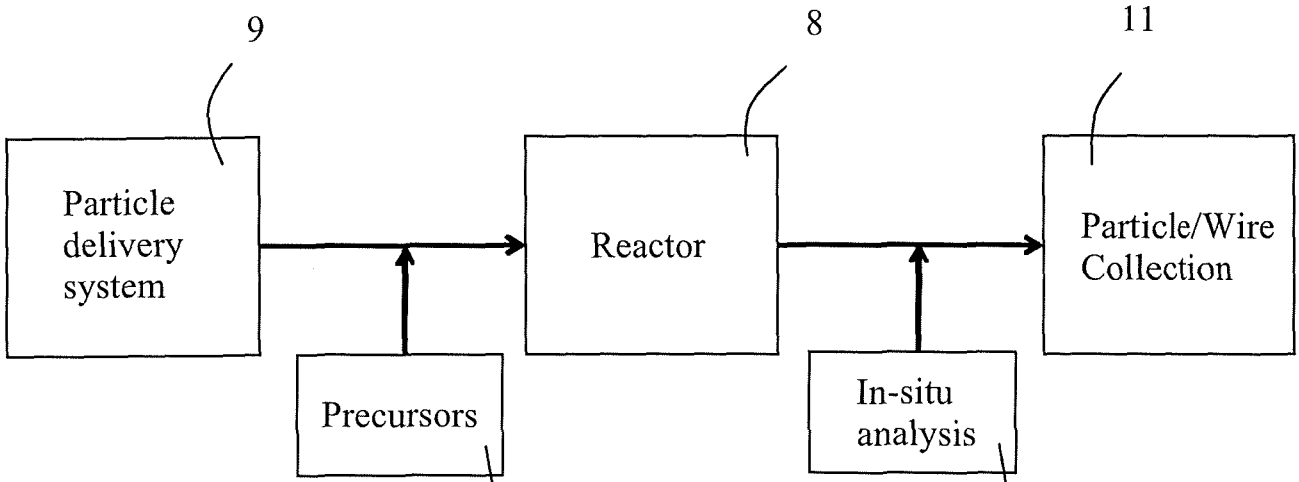 9
8
11
Particle
delivery
system
Reactor
Particle/Wire
Collection
Precursors
In-situ
analysis